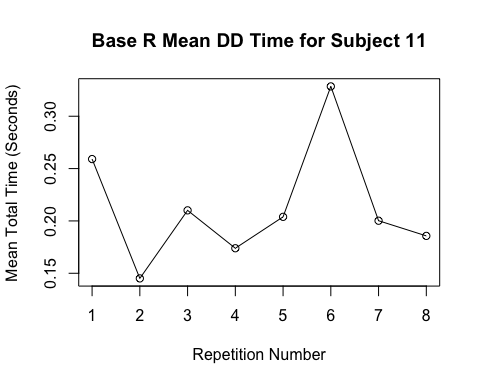 Base R Mean DD Time for Subject 11
Mean Total Time (Seconds)
0.30
0.25
0.20
0.15
1 2 3 4 5 6 7 8
Repetition Number